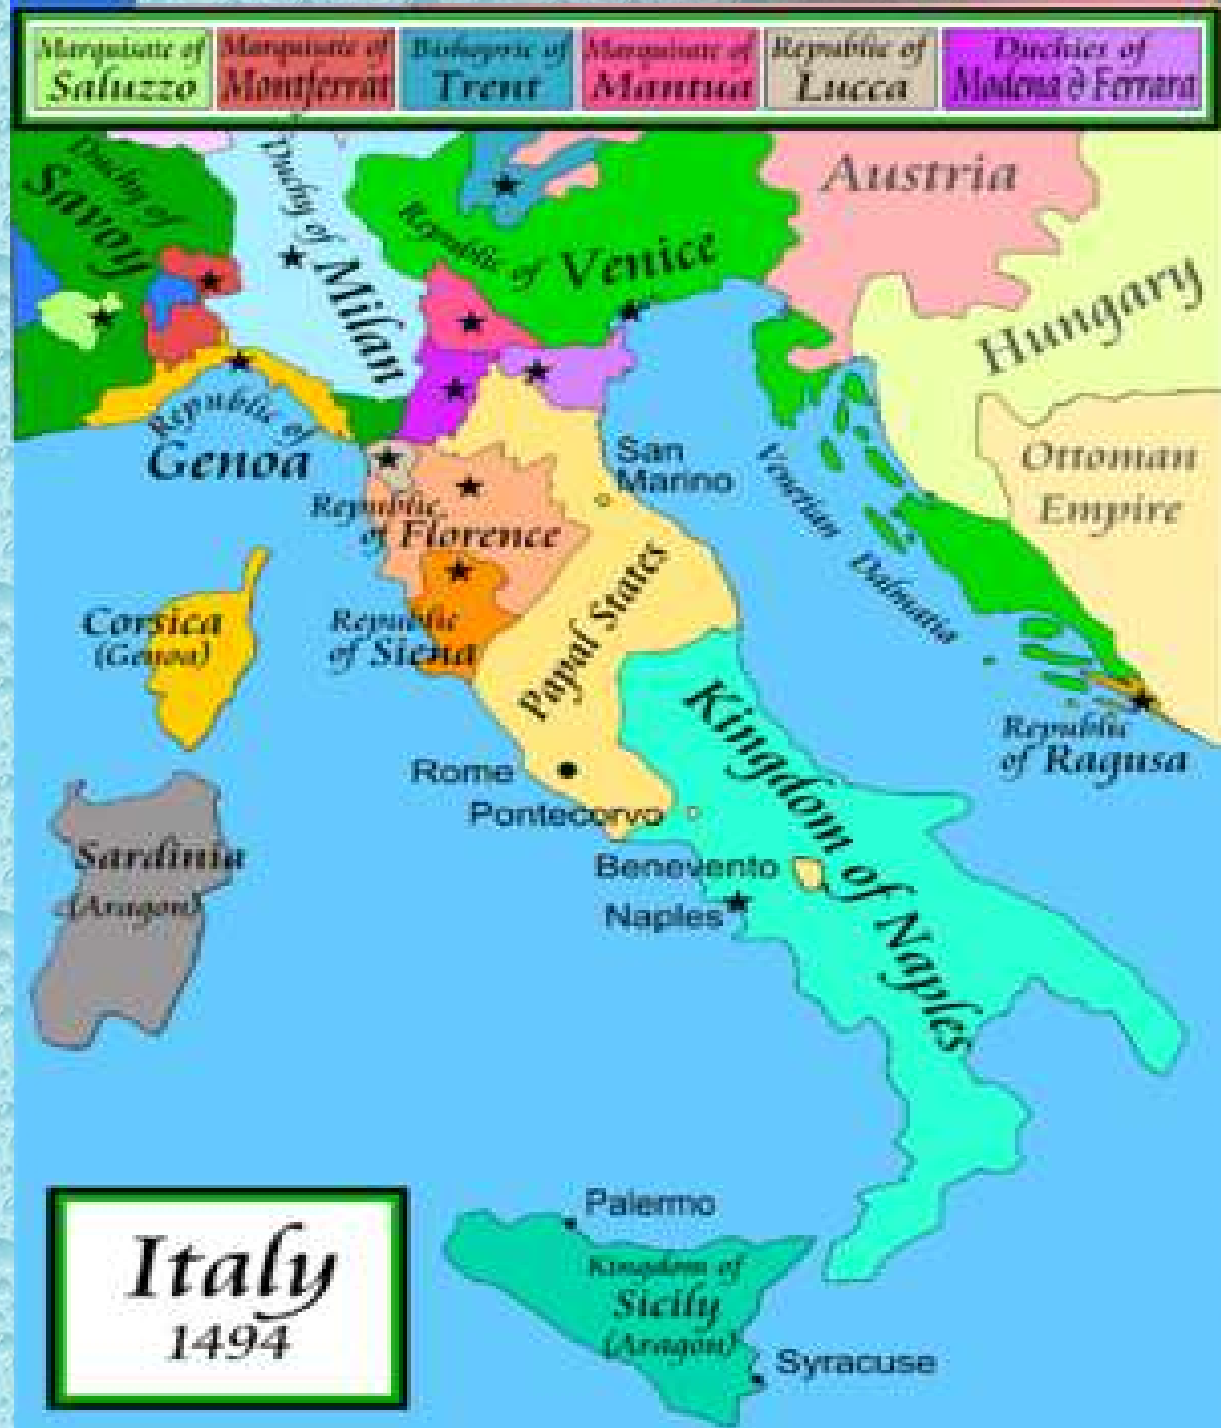 Marquisate of
Saluzzo
Marquisate of
Montferrat
Bishopric of
Trent
Marquisate of
Mantua
Republic of
Lucca
Duchies of
Modena & Ferrara
Duchy of
Savoy
Duchy of
Milan
Republic of Venice
Austria
Hungary
Republic of
Genoa
San
Marino
Ottoman
Empire
Republic
of Florence
Venetian Dalmatia
Corsica
(Genoa)
Republic
of Siena
Papal States
Republic
of Ragusa
Rome
Pontecorvo
Kingdom of Naples
Sardinia
(Aragon)
Benevento
Naples
Italy
1494
Palermo
Kingdom of
Sicily
(Aragon)
Syracuse